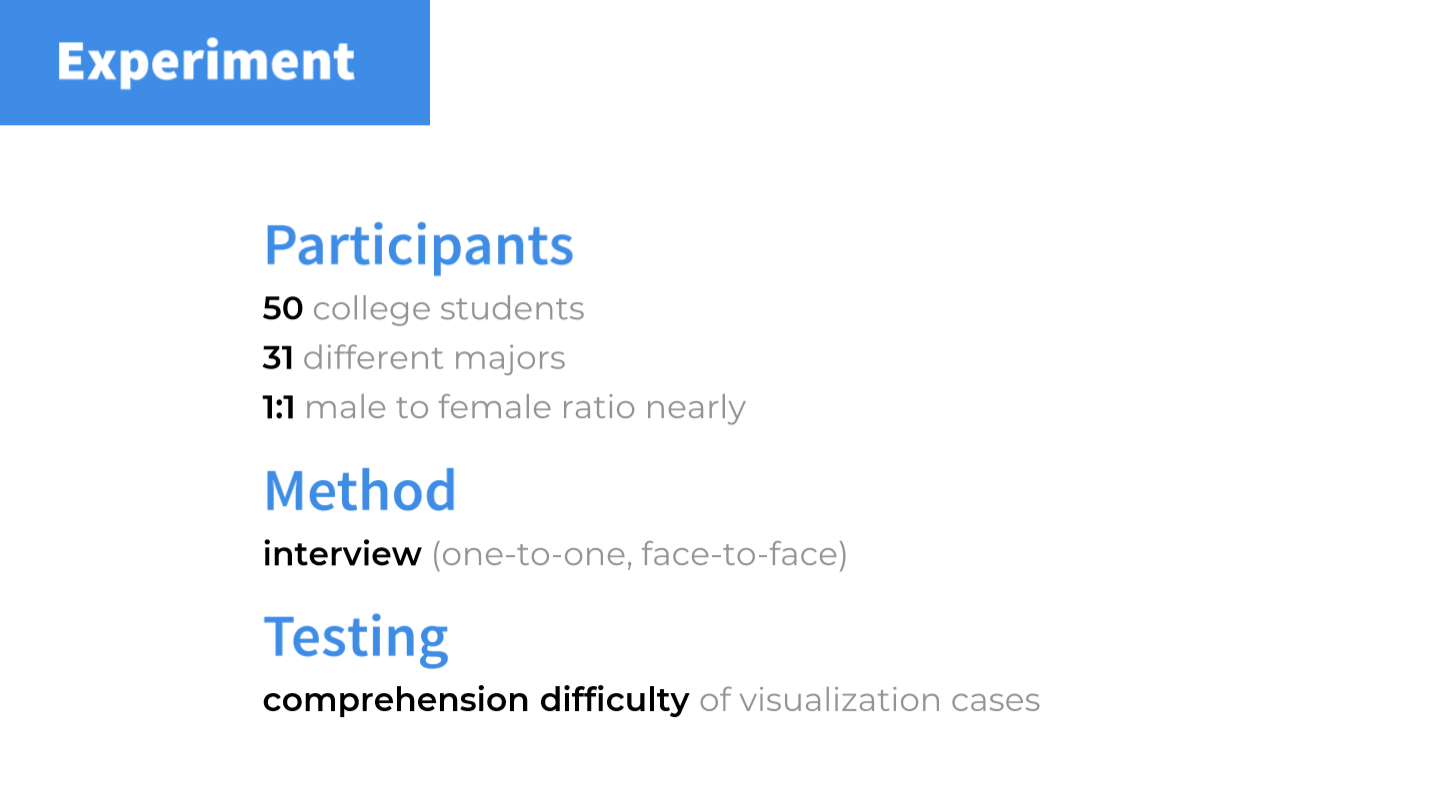 Experiment
Participants
50 college students
31 different majors
1:1 male to female ratio nearly
Method
interview (one-to-one, face-to-face)
Testing
comprehension difficulty of visualization cases